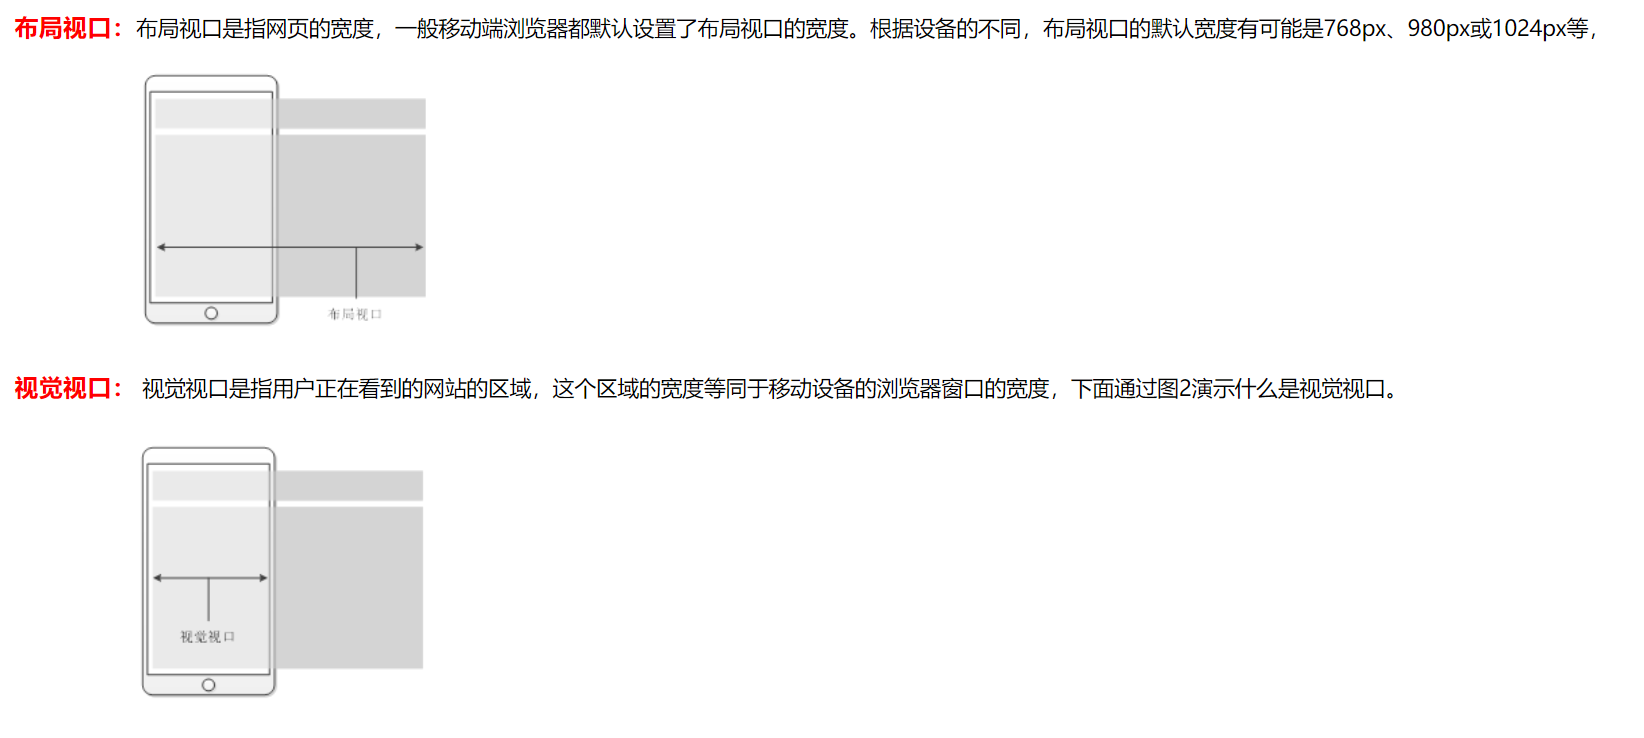 布局视口：布局视口是指网页的宽度，一般移动端浏览器都默认设置了布局视口的宽度。根据设备的不同，布局视口的默认宽度有可能是768px、980px或1024px等，
布局视口
视觉视口： 视觉视口是指用户正在看到的网站的区域，这个区域的宽度等同于移动设备的浏览器窗口的宽度，下面通过图2演示什么是视觉视口。
视觉视口